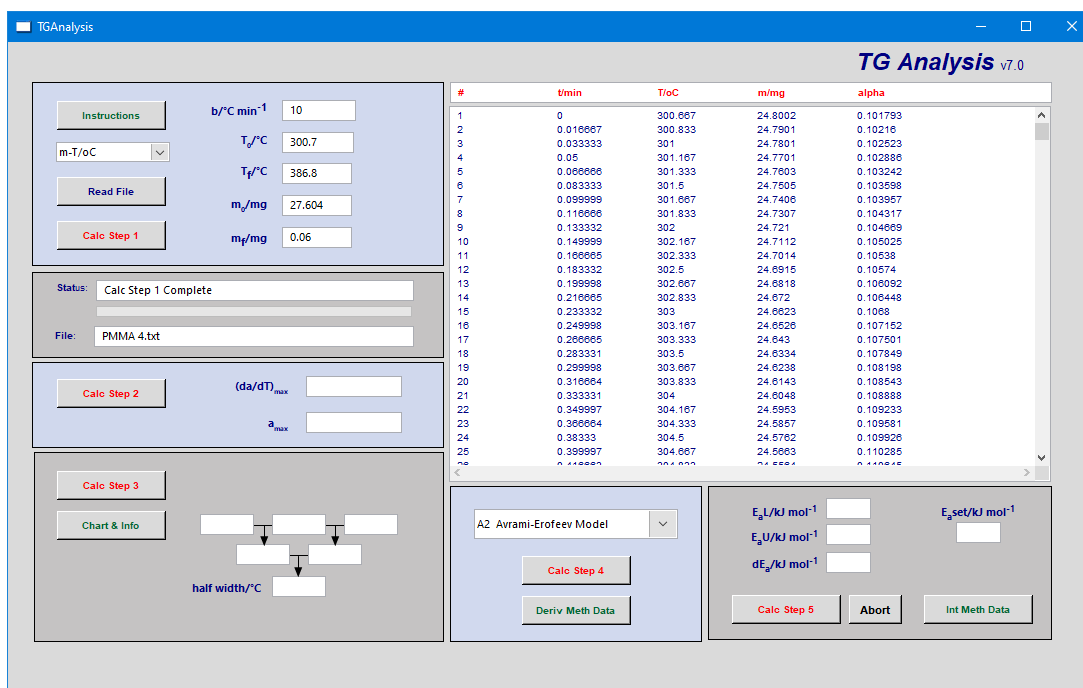 TGAnalysis
TG Analysis v7.0
Instructions
b/°C min-1
10
m-T/oC
To/°C
300.7
Read File
Tf/°C
386.8
mo/mg
27.604
Calc Step 1
mf/mg
0.06
Status:
Calc Step 1 Complete
File:
PMMA 4.txt
Calc Step 2
(da/dT)max
amax
Calc Step 3
Chart & Info
half width/°C
# t/min T/oC m/mg alpha
1 0 300.667 24.8002 0.101793
2 0.016667 300.833 24.7901 0.10216
3 0.033333 301 24.7801 0.102523
4 0.05 301.167 24.7701 0.102886
5 0.066666 301.333 24.7603 0.103242
6 0.083333 301.5 24.7505 0.103598
7 0.099999 301.667 24.7406 0.103957
8 0.116666 301.833 24.7307 0.104317
9 0.133332 302 24.721 0.104669
10 0.149999 302.167 24.7112 0.105025
11 0.166665 302.333 24.7014 0.10538
12 0.183332 302.5 24.6915 0.10574
13 0.199998 302.667 24.6818 0.106092
14 0.216665 302.833 24.672 0.106448
15 0.233332 303 24.6623 0.1068
16 0.249998 303.167 24.6526 0.107152
17 0.266665 303.333 24.643 0.107501
18 0.283331 303.5 24.6334 0.107849
19 0.299998 303.667 24.6238 0.108198
20 0.316664 303.833 24.6143 0.108543
21 0.333331 304 24.6048 0.108888
22 0.349997 304.167 24.5953 0.109233
23 0.366664 304.333 24.5857 0.109581
24 0.38333 304.5 24.5762 0.109926
25 0.399997 304.667 24.5663 0.110285
A2 Avrami-Erofeev Model
Calc Step 4
Deriv Meth Data
EaL/kJ mol-1
EaU/kJ mol-1
dEa/kJ mol-1
Easet/kJ mol-1
Calc Step 5
Abort
Int Meth Data